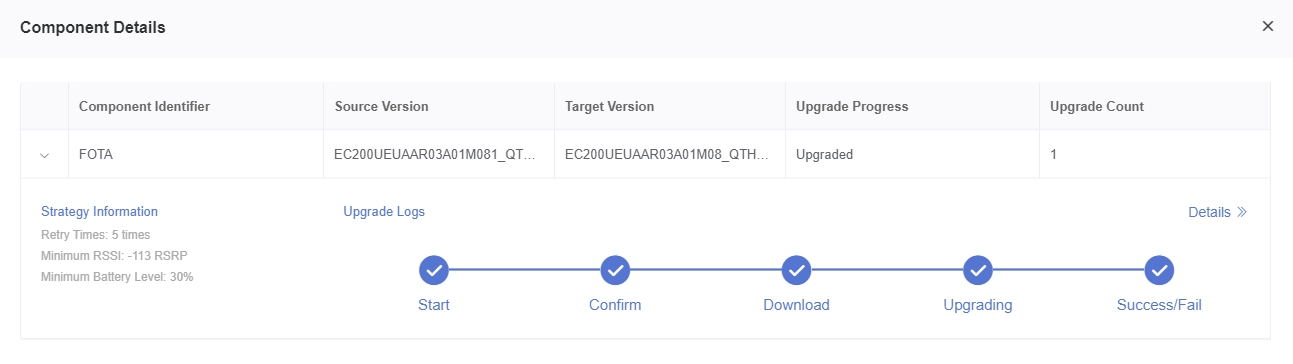 Component Details
Component Identifier Source Version Target Version Upgrade Progress Upgrade Count
FOTA EC200UEUAAR03A01M081_QT... EC200UEUAAR03A01M08_QTH... Upgraded 1
Strategy Information Upgrade Logs Details
Retry Times: 5 times
Minimum RSSI: -113 RSRP
Minimum Battery Level: 30%
Start Confirm Download Upgrading Success/Fail